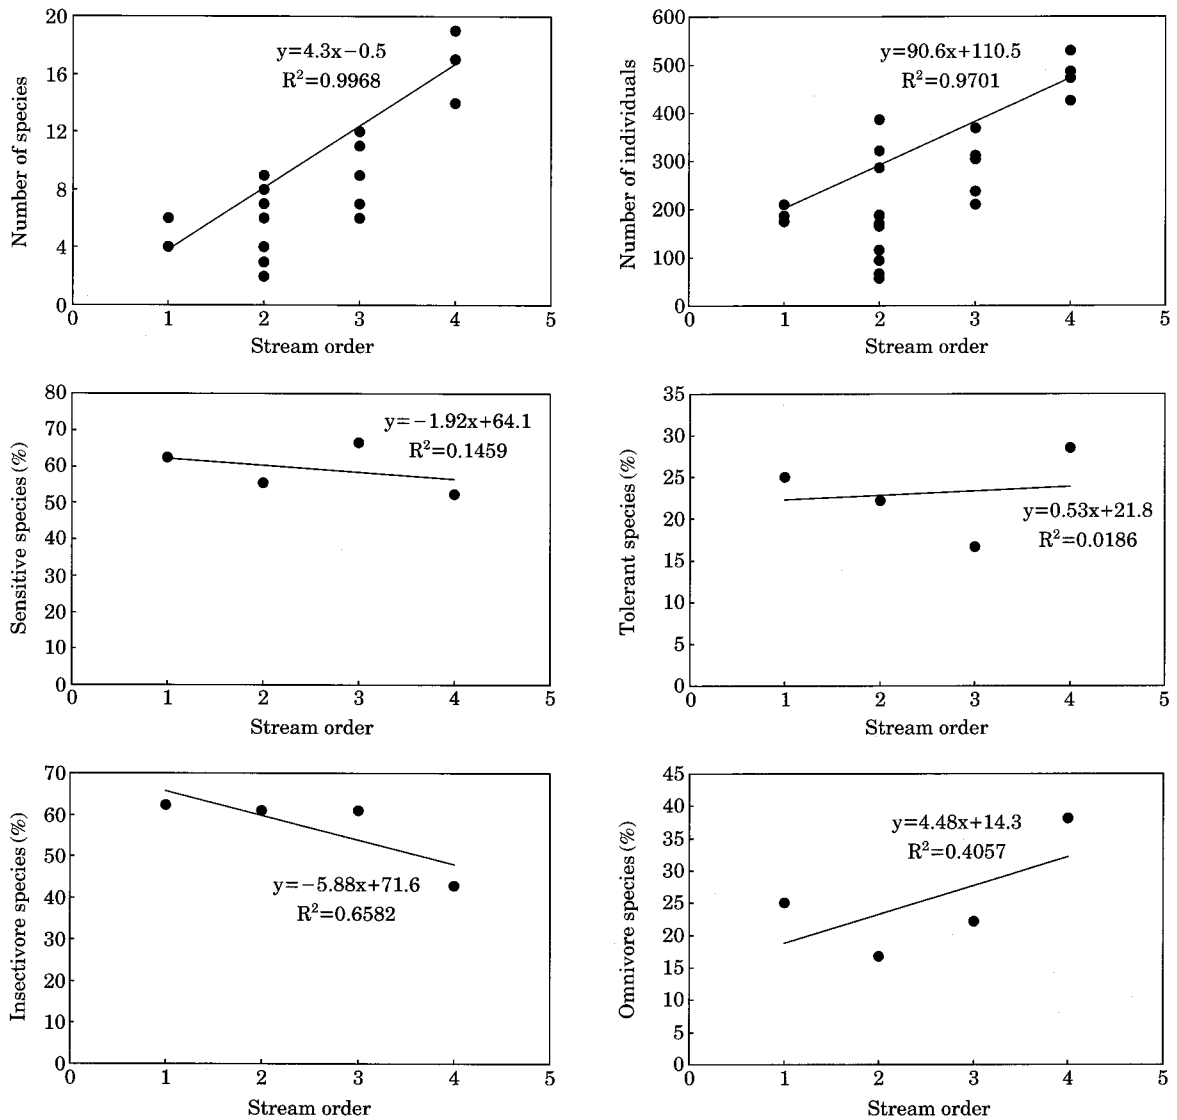 20
16
12
8
4
0
Number of species
y=4.3x−0.5
R²=0.9968
0 1 2 3 4 5
Stream order
600
500
400
300
200
100
0
Number of individuals
y=90.6x+110.5
R²=0.9701
0 1 2 3 4 5
Stream order
80
70
60
50
40
30
20
10
0
Sensitive species (%)
y=−1.92x+64.1
R²=0.1459
0 1 2 3 4 5
Stream order
35
30
25
20
15
10
5
0
Tolerant species (%)
y=0.53x+21.8
R²=0.0186
0 1 2 3 4 5
Stream order
70
60
50
40
30
20
10
0
Insectivore species (%)
y=−5.88x+71.6
R²=0.6582
0 1 2 3 4 5
Stream order
45
40
35
30
25
20
15
10
5
0
Omnivore species (%)
y=4.48x+14.3
R²=0.4057
0 1 2 3 4 5
Stream order